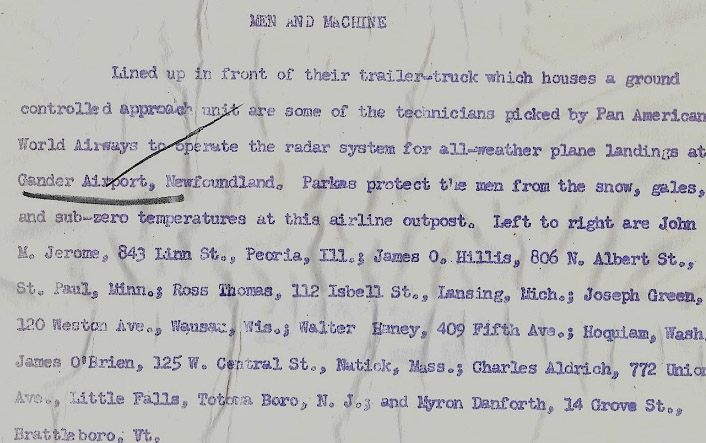 MEN AND MACHINE
Lined up in front of their trailer-truck which houses a ground
controlled approach unit are some of the technicians picked by Pan American
World Airways to operate the radar system for all-weather plane landings at
Gander Airport, Newfoundland. Parkas protect the men from the snow, gales,
and sub-zero temperatures at this airline outpost. Left to right are John
M. Jerome, 843 Linn St., Peoria, Ill.; James O. Hillis, 806 N. Albert St.,
St. Paul, Minn.; Ross Thomas, 112 Isbell St., Lansing, Mich.; Joseph Green,
120 Weston Ave., Wausac, Wis.; Walter Haney, 409 Fifth Ave.; Hoquiam, Wash
James O'Brien, 125 W. Central St., Natick, Mass.; Charles Aldrich, 772 Union
Ave., Little Falls, Totowa Boro, N. J.; and Myron Danforth, 14 Grove St.,
Brattleboro, Vt.